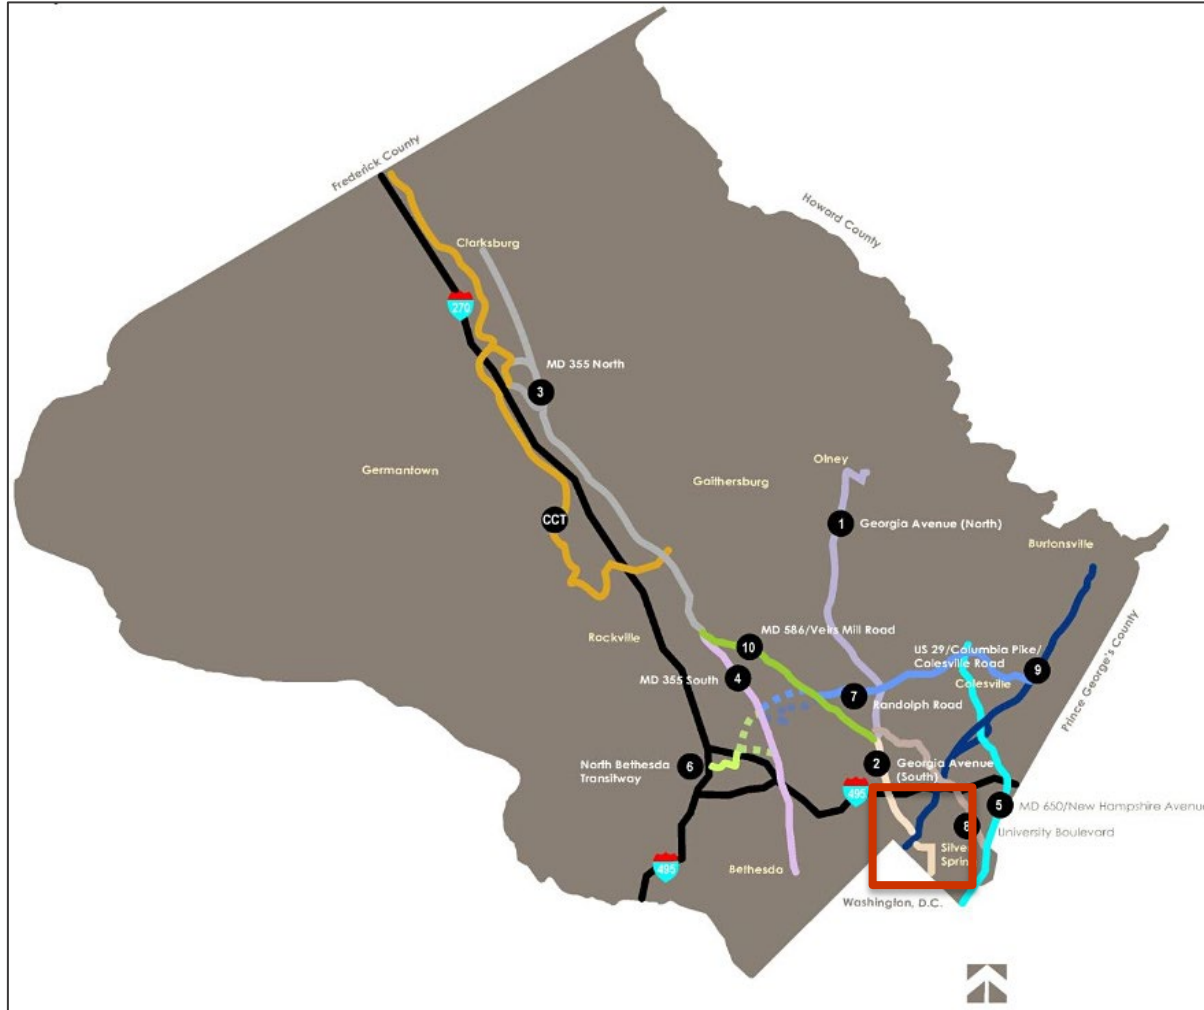 Frederick County
Howard County
Clarksburg
270
MD 355 North
3
Germantown
Olney
Gaithersburg
CCT
1
Georgia Avenue (North)
Burtonsville
Rockville
MD 586/Veirs Mill Road
10
US 29/Columbia Pike/
Colesville Road
9
MD 355 South
4
Colesville
7
Randolph Road
Prince George's County
North Bethesda
Transitway
6
2
Georgia Avenue
(South)
495
5
MD 650/New Hampshire Avenue
8
University Boulevard
Silve
Sprin
495
Bethesda
Washington, D.C.